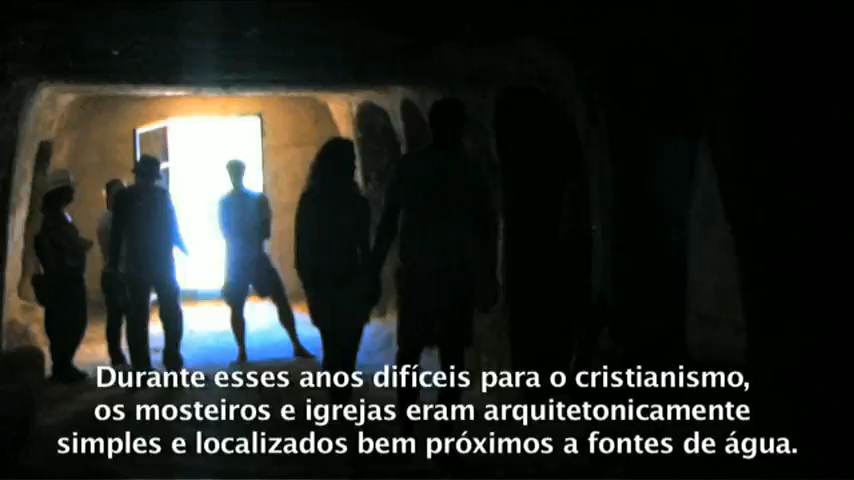 Durante esses anos difíceis para o cristianismo,
os mosteiros e igrejas eram arquitetonicamente
simples e localizados bem próximos a fontes de água.